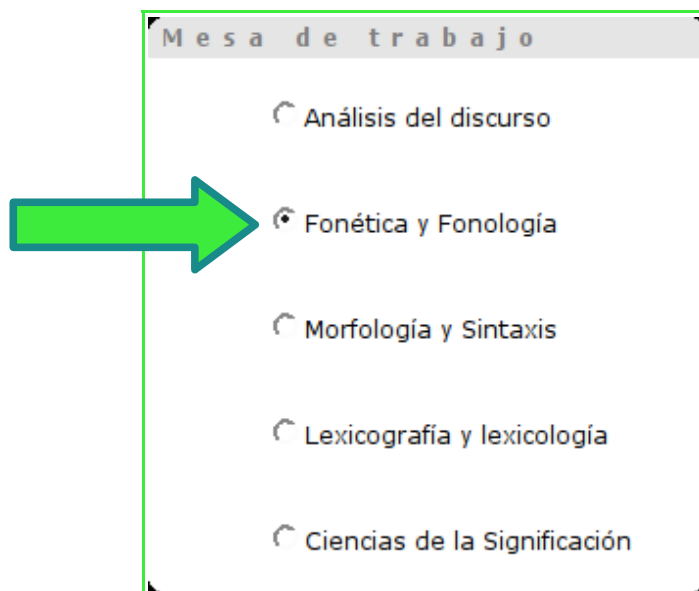 Mesa de trabajo
Análisis del discurso
Fonética y Fonología
Morfología y Sintaxis
Lexicografía y lexicología
Ciencias de la Significación